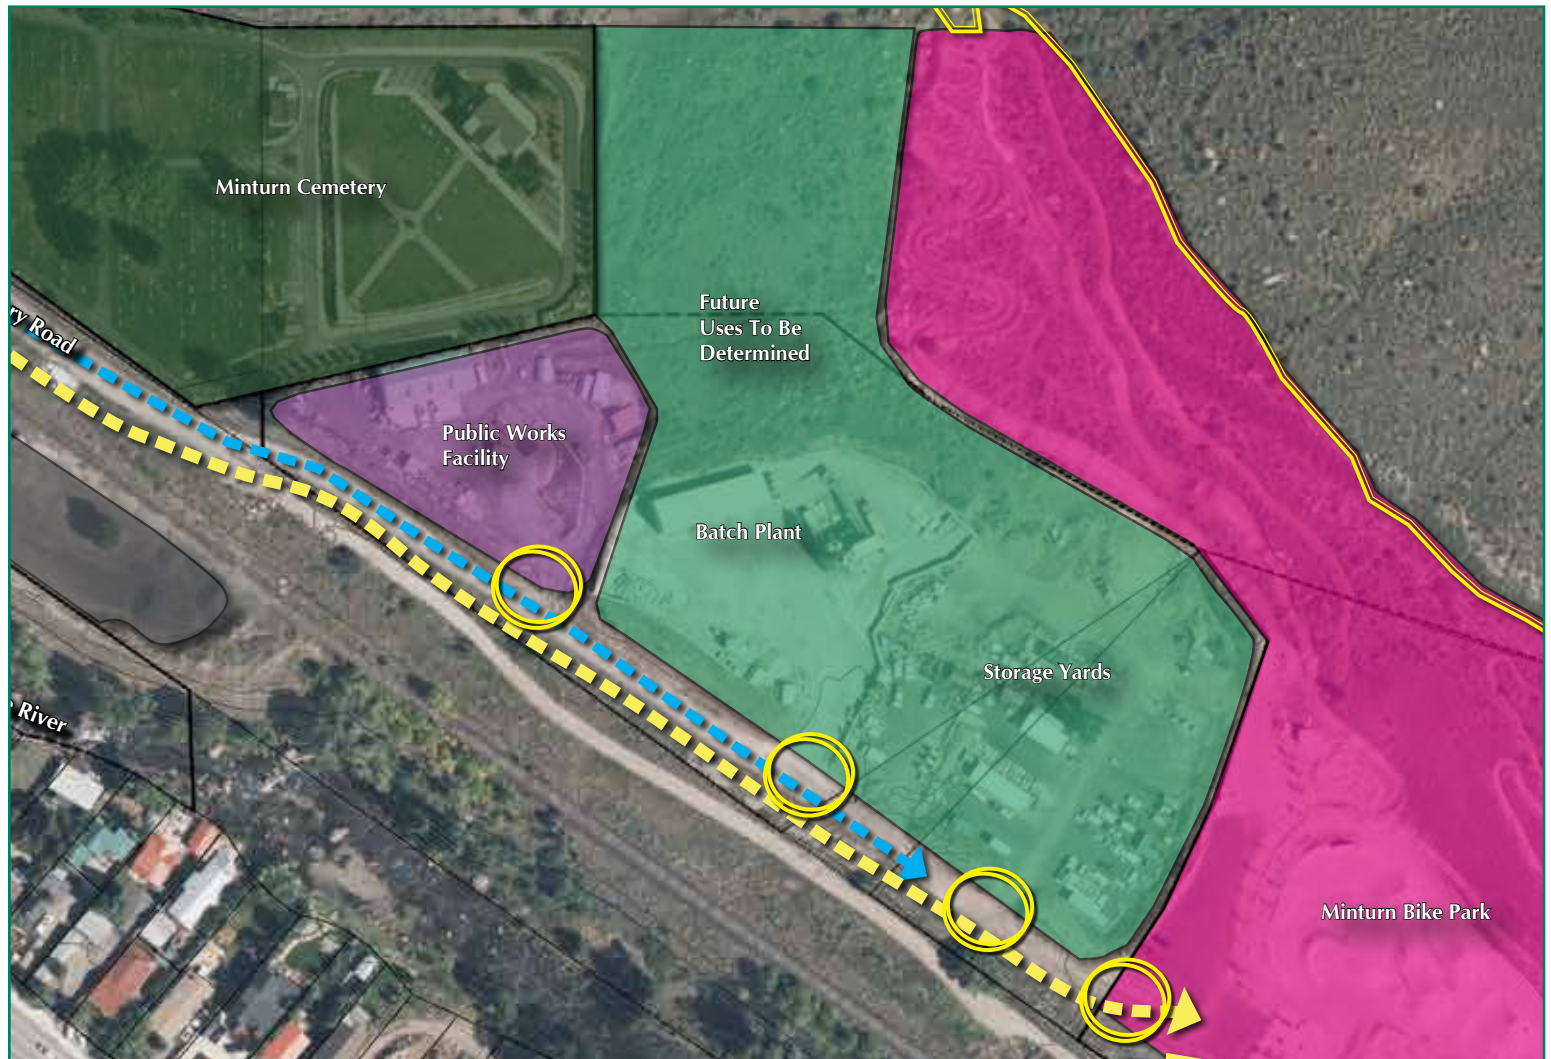 Minturn Cemetery
Future
Uses To Be
Determined
ry Road
Public Works
Facility
Batch Plant
Storage Yards
River
Minturn Bike Park